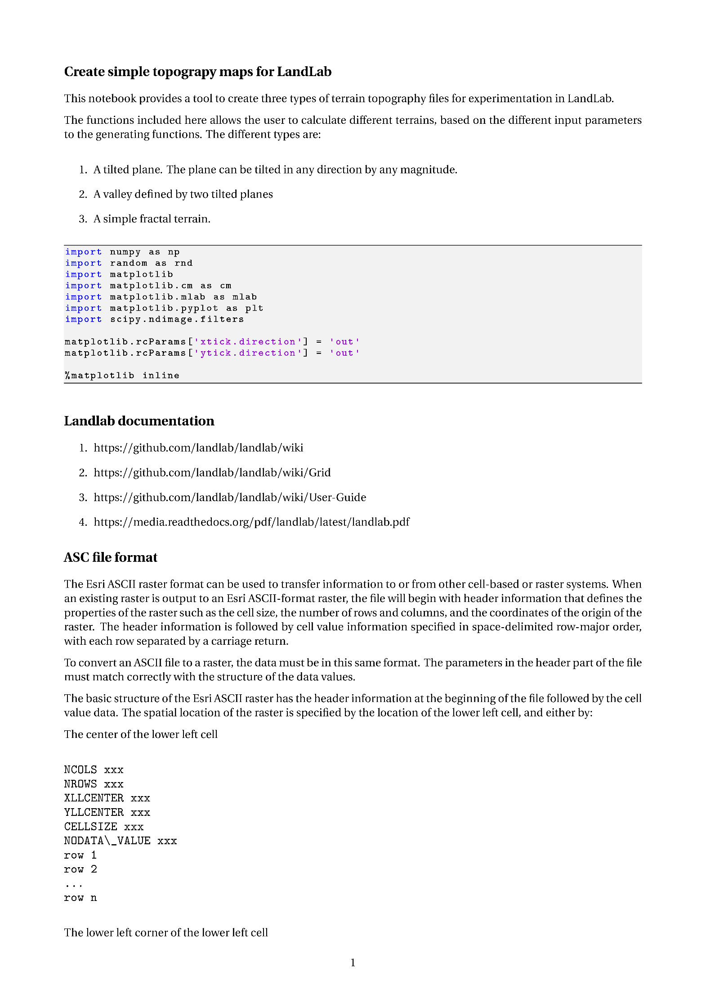 Create simple topograpy maps for LandLab
This notebook provides a tool to create three types of terrain topography files for experimentation in LandLab.
The functions included here allows the user to calculate different terrains, based on the different input parameters
to the generating functions. The different types are:
1. A tilted plane. The plane can be tilted in any direction by any magnitude.
2. A valley defined by two tilted planes
3. A simple fractal terrain.
import numpy as np
import random as rnd
import matplotlib
import matplotlib.cm as cm
import matplotlib.mlab as mlab
import matplotlib.pyplot as plt
import scipy.ndimage.filters
matplotlib.rcParams['xtick.direction'] = 'out'
matplotlib.rcParams['ytick.direction'] = 'out'
%matplotlib inline
Landlab documentation
1. https://github.com/landlab/landlab/wiki
2. https://github.com/landlab/landlab/wiki/Grid
3. https://github.com/landlab/landlab/wiki/User-Guide
4. https://media.readthedocs.org/pdf/landlab/latest/landlab.pdf
ASC file format
The Esri ASCII raster format can be used to transfer information to or from other cell-based or raster systems. When
an existing raster is output to an Esri ASCII-format raster, the file will begin with header information that defines the
properties of the raster such as the cell size, the number of rows and columns, and the coordinates of the origin of the
raster. The header information is followed by cell value information specified in space-delimited row-major order,
with each row separated by a carriage return.
To convert an ASCII file to a raster, the data must be in this same format. The parameters in the header part of the file
must match correctly with the structure of the data values.
The basic structure of the Esri ASCII raster has the header information at the beginning of the file followed by the cell
value data. The spatial location of the raster is specified by the location of the lower left cell, and either by:
The center of the lower left cell
NCOLS xxx
NROWS xxx
XLLCENTER xxx
YLLCENTER xxx
CELLSIZE xxx
NODATA\_VALUE xxx
row 1
row 2
...
row n
The lower left corner of the lower left cell
1